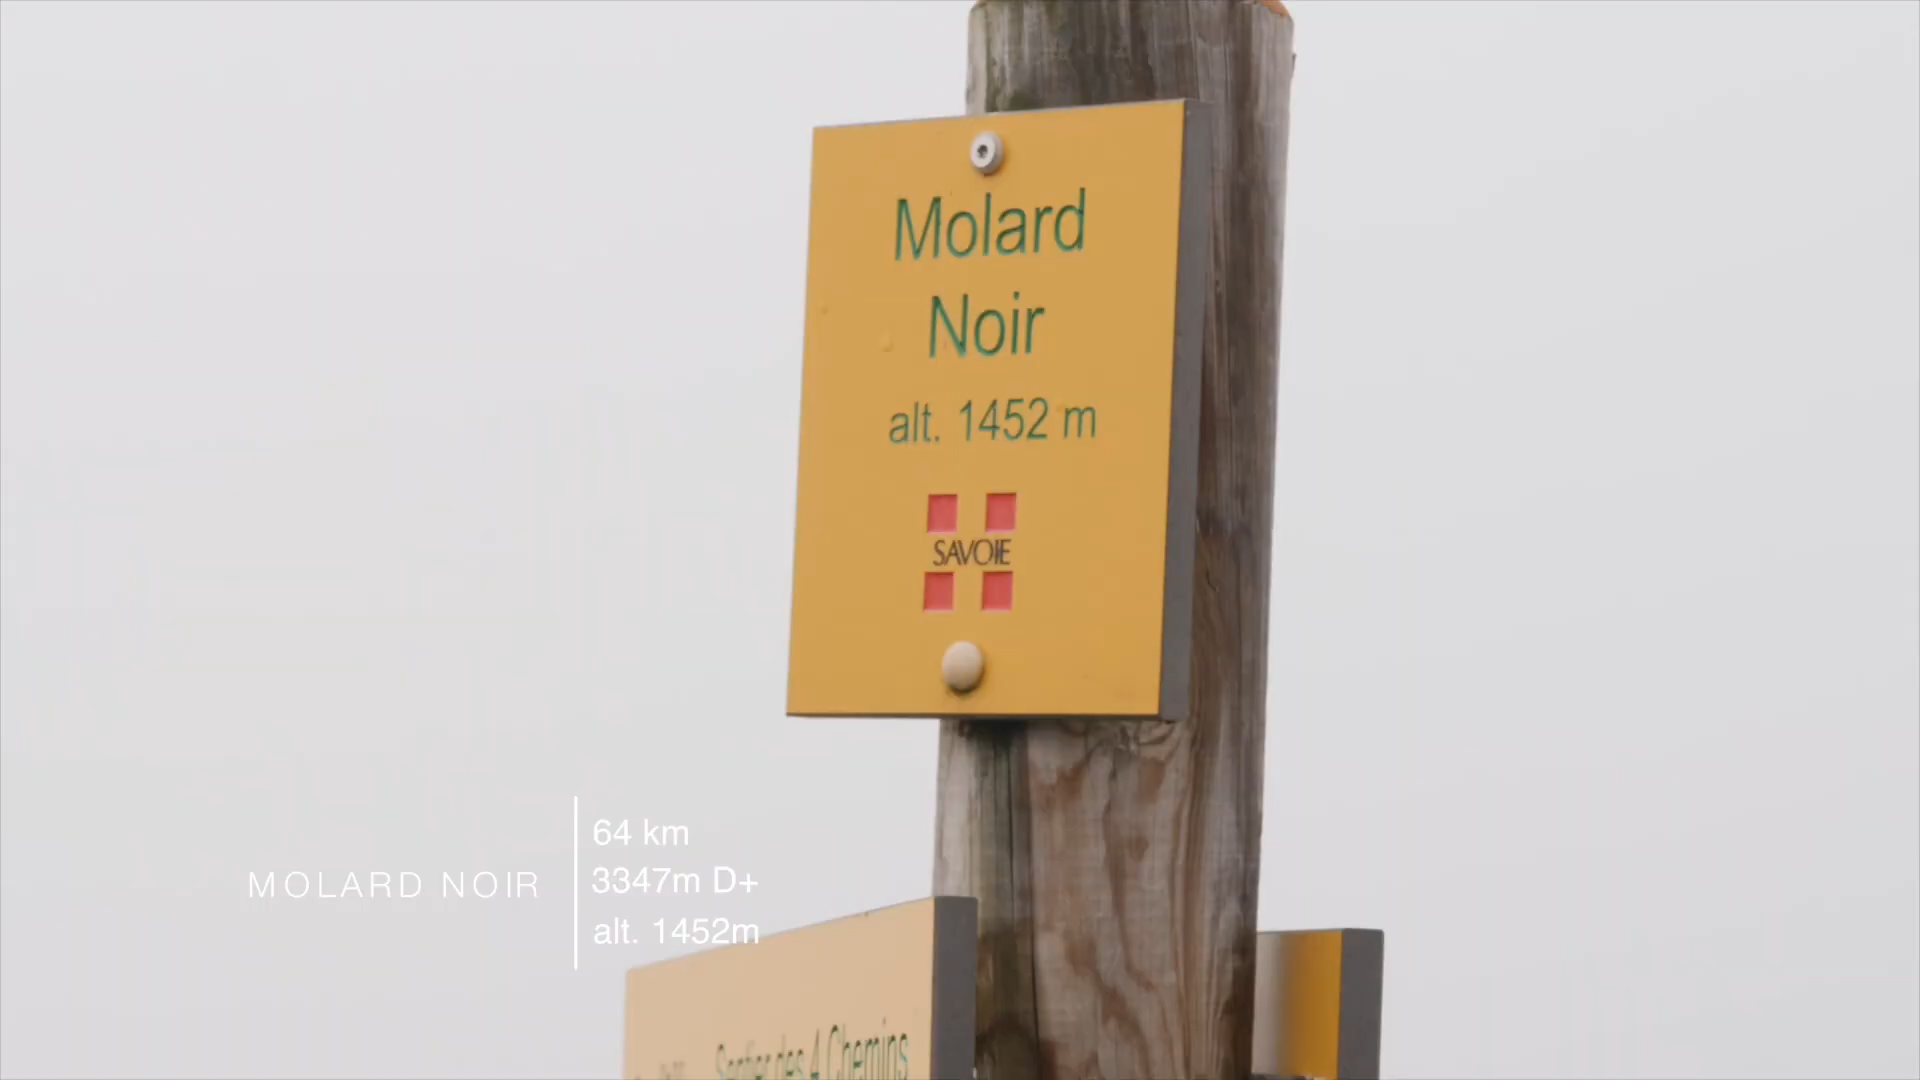 Molard
Noir
alt. 1452 m
SAVOIE
MOLARD NOIR
64 km
3347m D+
alt. 1452m
Sentier des 4 Chemins